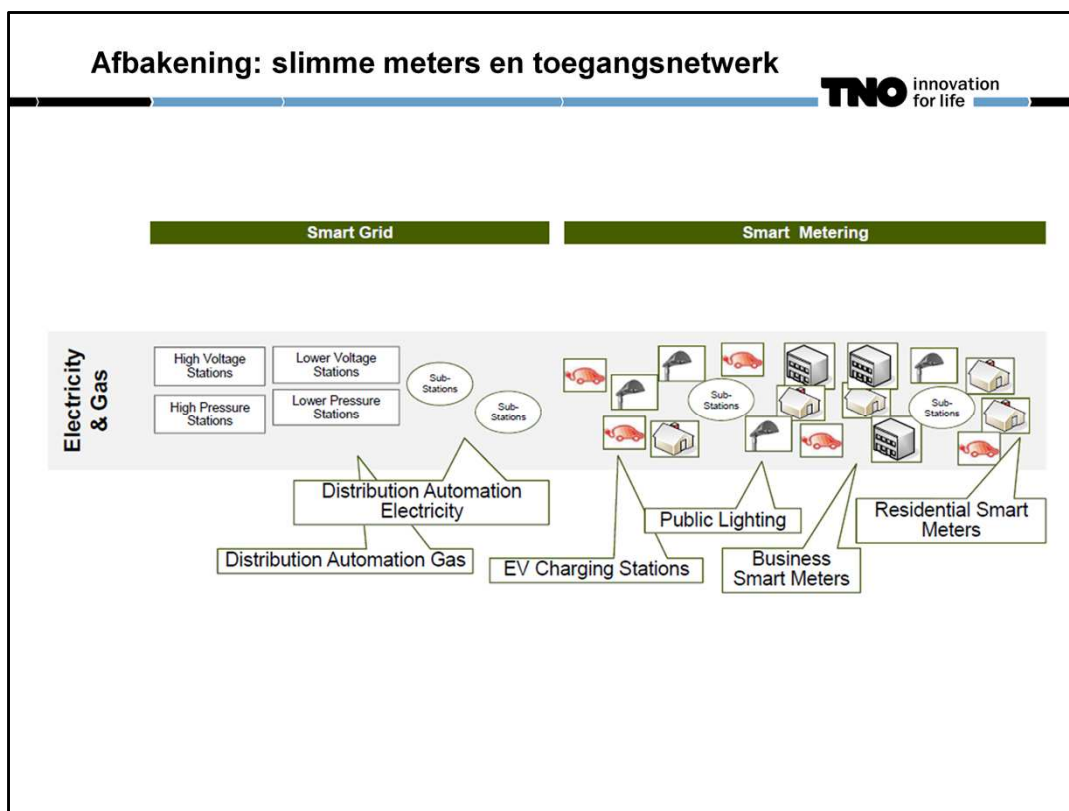 Afbakening: slimme meters en toegangsnetwerk
TNO innovation
for life
Smart Grid
Smart Metering
Electricity
& Gas
High Voltage
Stations
Lower Voltage
Stations
High Pressure
Stations
Lower Pressure
Stations
Sub-
Stations
Sub-
Stations
Sub-
Stations
Sub-
Stations
Distribution Automation
Electricity
Distribution Automation Gas
EV Charging Stations
Public Lighting
Business
Smart Meters
Residential Smart
Meters